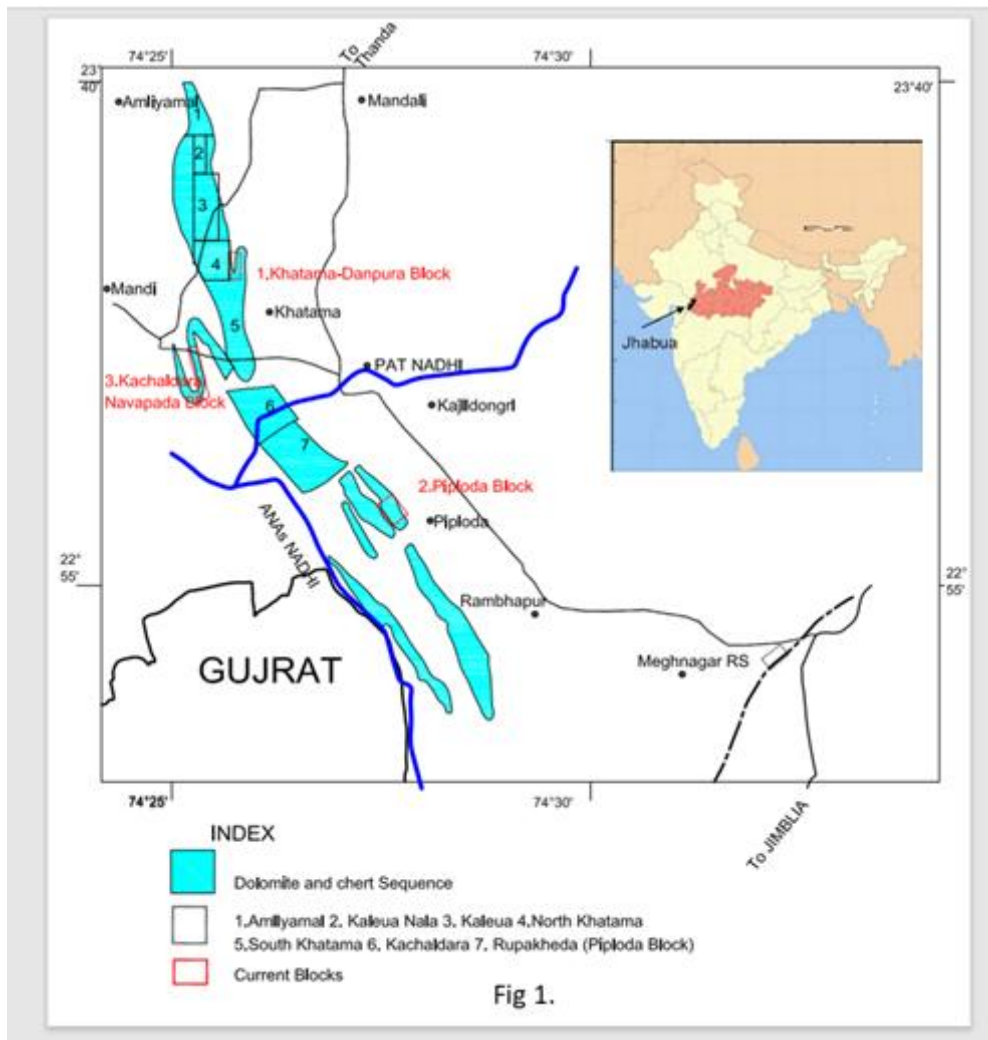 74°25'
To Thanda
74°30'
23° 40'
23°40'
Amliyamal
Mandali
1
2
3
4
1,Khatama-Danpura Block
Mandi
5
Khatama
Jhabua
PAT NADHI
3.Kachaldara Navapada Block
Kajlidongri
6
7
2.Piploda Block
Piploda
ANAs NADHI
22° 55'
22° 55'
Rambhapur
GUJRAT
Meghnagar RS
74°25'
74°30'
To JIMBLIA
INDEX
Dolomite and chert Sequence
1,Amliyamal 2, Kaleua Nala 3. Kaleua 4,North Khatama
5,South Khatama 6, Kachaldara 7, Rupakheda (Piploda Block)
Current Blocks
Fig 1.